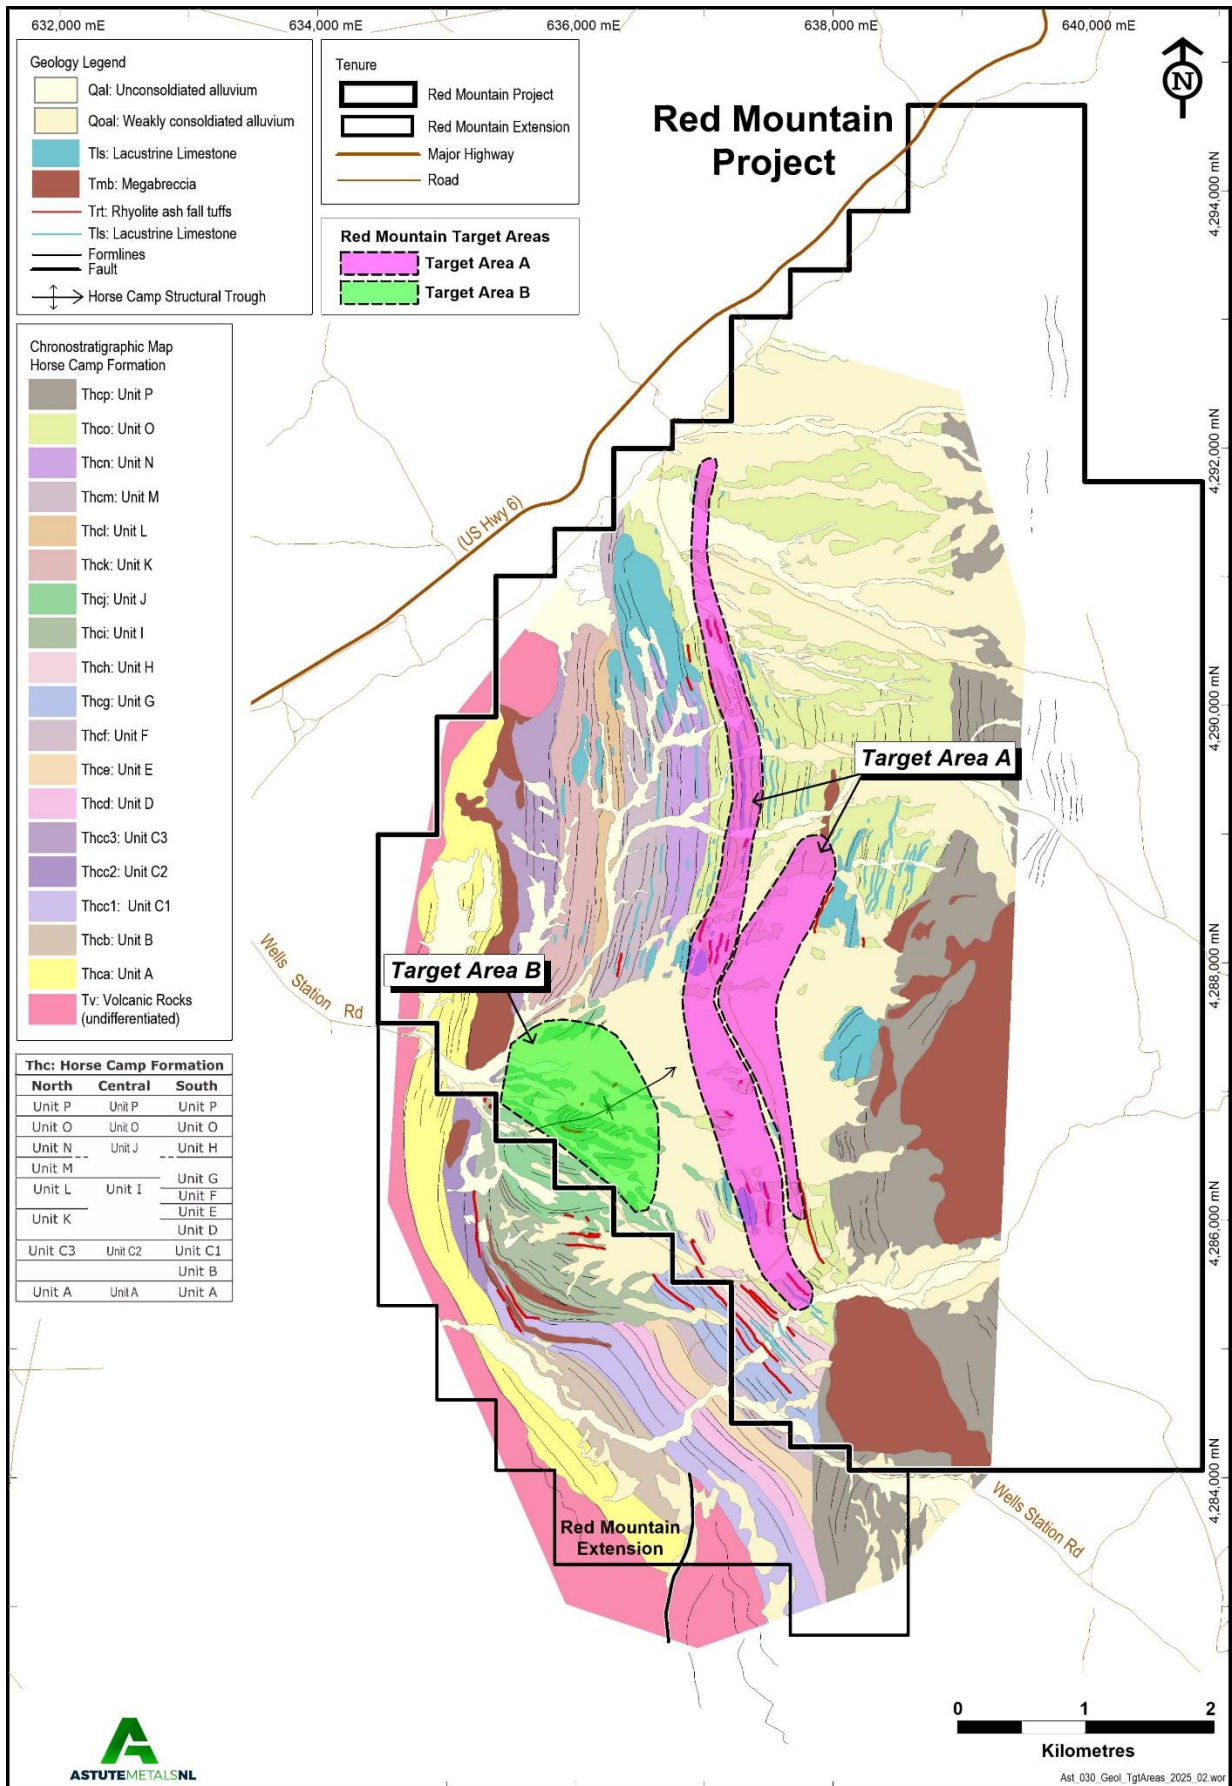 632,000 mE
634,000 mE
636,000 mE
638,000 mE
640,000 mE
Geology Legend
Qal: Unconsoldiated alluvium
Qoal: Weakly consoldiated alluvium
Tls: Lacustrine Limestone
Tmb: Megabreccia
Trt: Rhyolite ash fall tuffs
Tls: Lacustrine Limestone
Formlines
Fault
Horse Camp Structural Trough
Tenure
Red Mountain Project
Red Mountain Extension
Major Highway
Road
Red Mountain Target Areas
Target Area A
Target Area B
Red Mountain
Project
N
Chronostratigraphic Map
Horse Camp Formation
Thcp: Unit P
Thco: Unit O
Thcn: Unit N
Thcm: Unit M
Thcl: Unit L
Thck: Unit K
Thcj: Unit J
Thci: Unit I
Thch: Unit H
Thcg: Unit G
Thcf: Unit F
Thce: Unit E
Thcd: Unit D
Thcc3: Unit C3
Thcc2: Unit C2
Thcc1: Unit C1
Thcb: Unit B
Thca: Unit A
Tv: Volcanic Rocks
(undifferentiated)
Thc: Horse Camp Formation
North Central South
Unit P Unit P Unit P
Unit O Unit O Unit O
Unit N Unit J Unit H
Unit M
Unit G
Unit L Unit I
Unit F
Unit E
Unit K
Unit D
Unit C3 Unit C2 Unit C1
Unit B
Unit A Unit A Unit A
4,294,000 mN
4,292,000 mN
4,290,000 mN
4,288,000 mN
4,286,000 mN
4,284,000 mN
(US Hwy 6)
Target Area A
Target Area B
Wells Station Rd
Wells Station Rd
Red Mountain
Extension
0 1 2
Kilometres
ASTUTEMETALSNL
Ast_030_Geol_TgtAreas_2025_02.wor